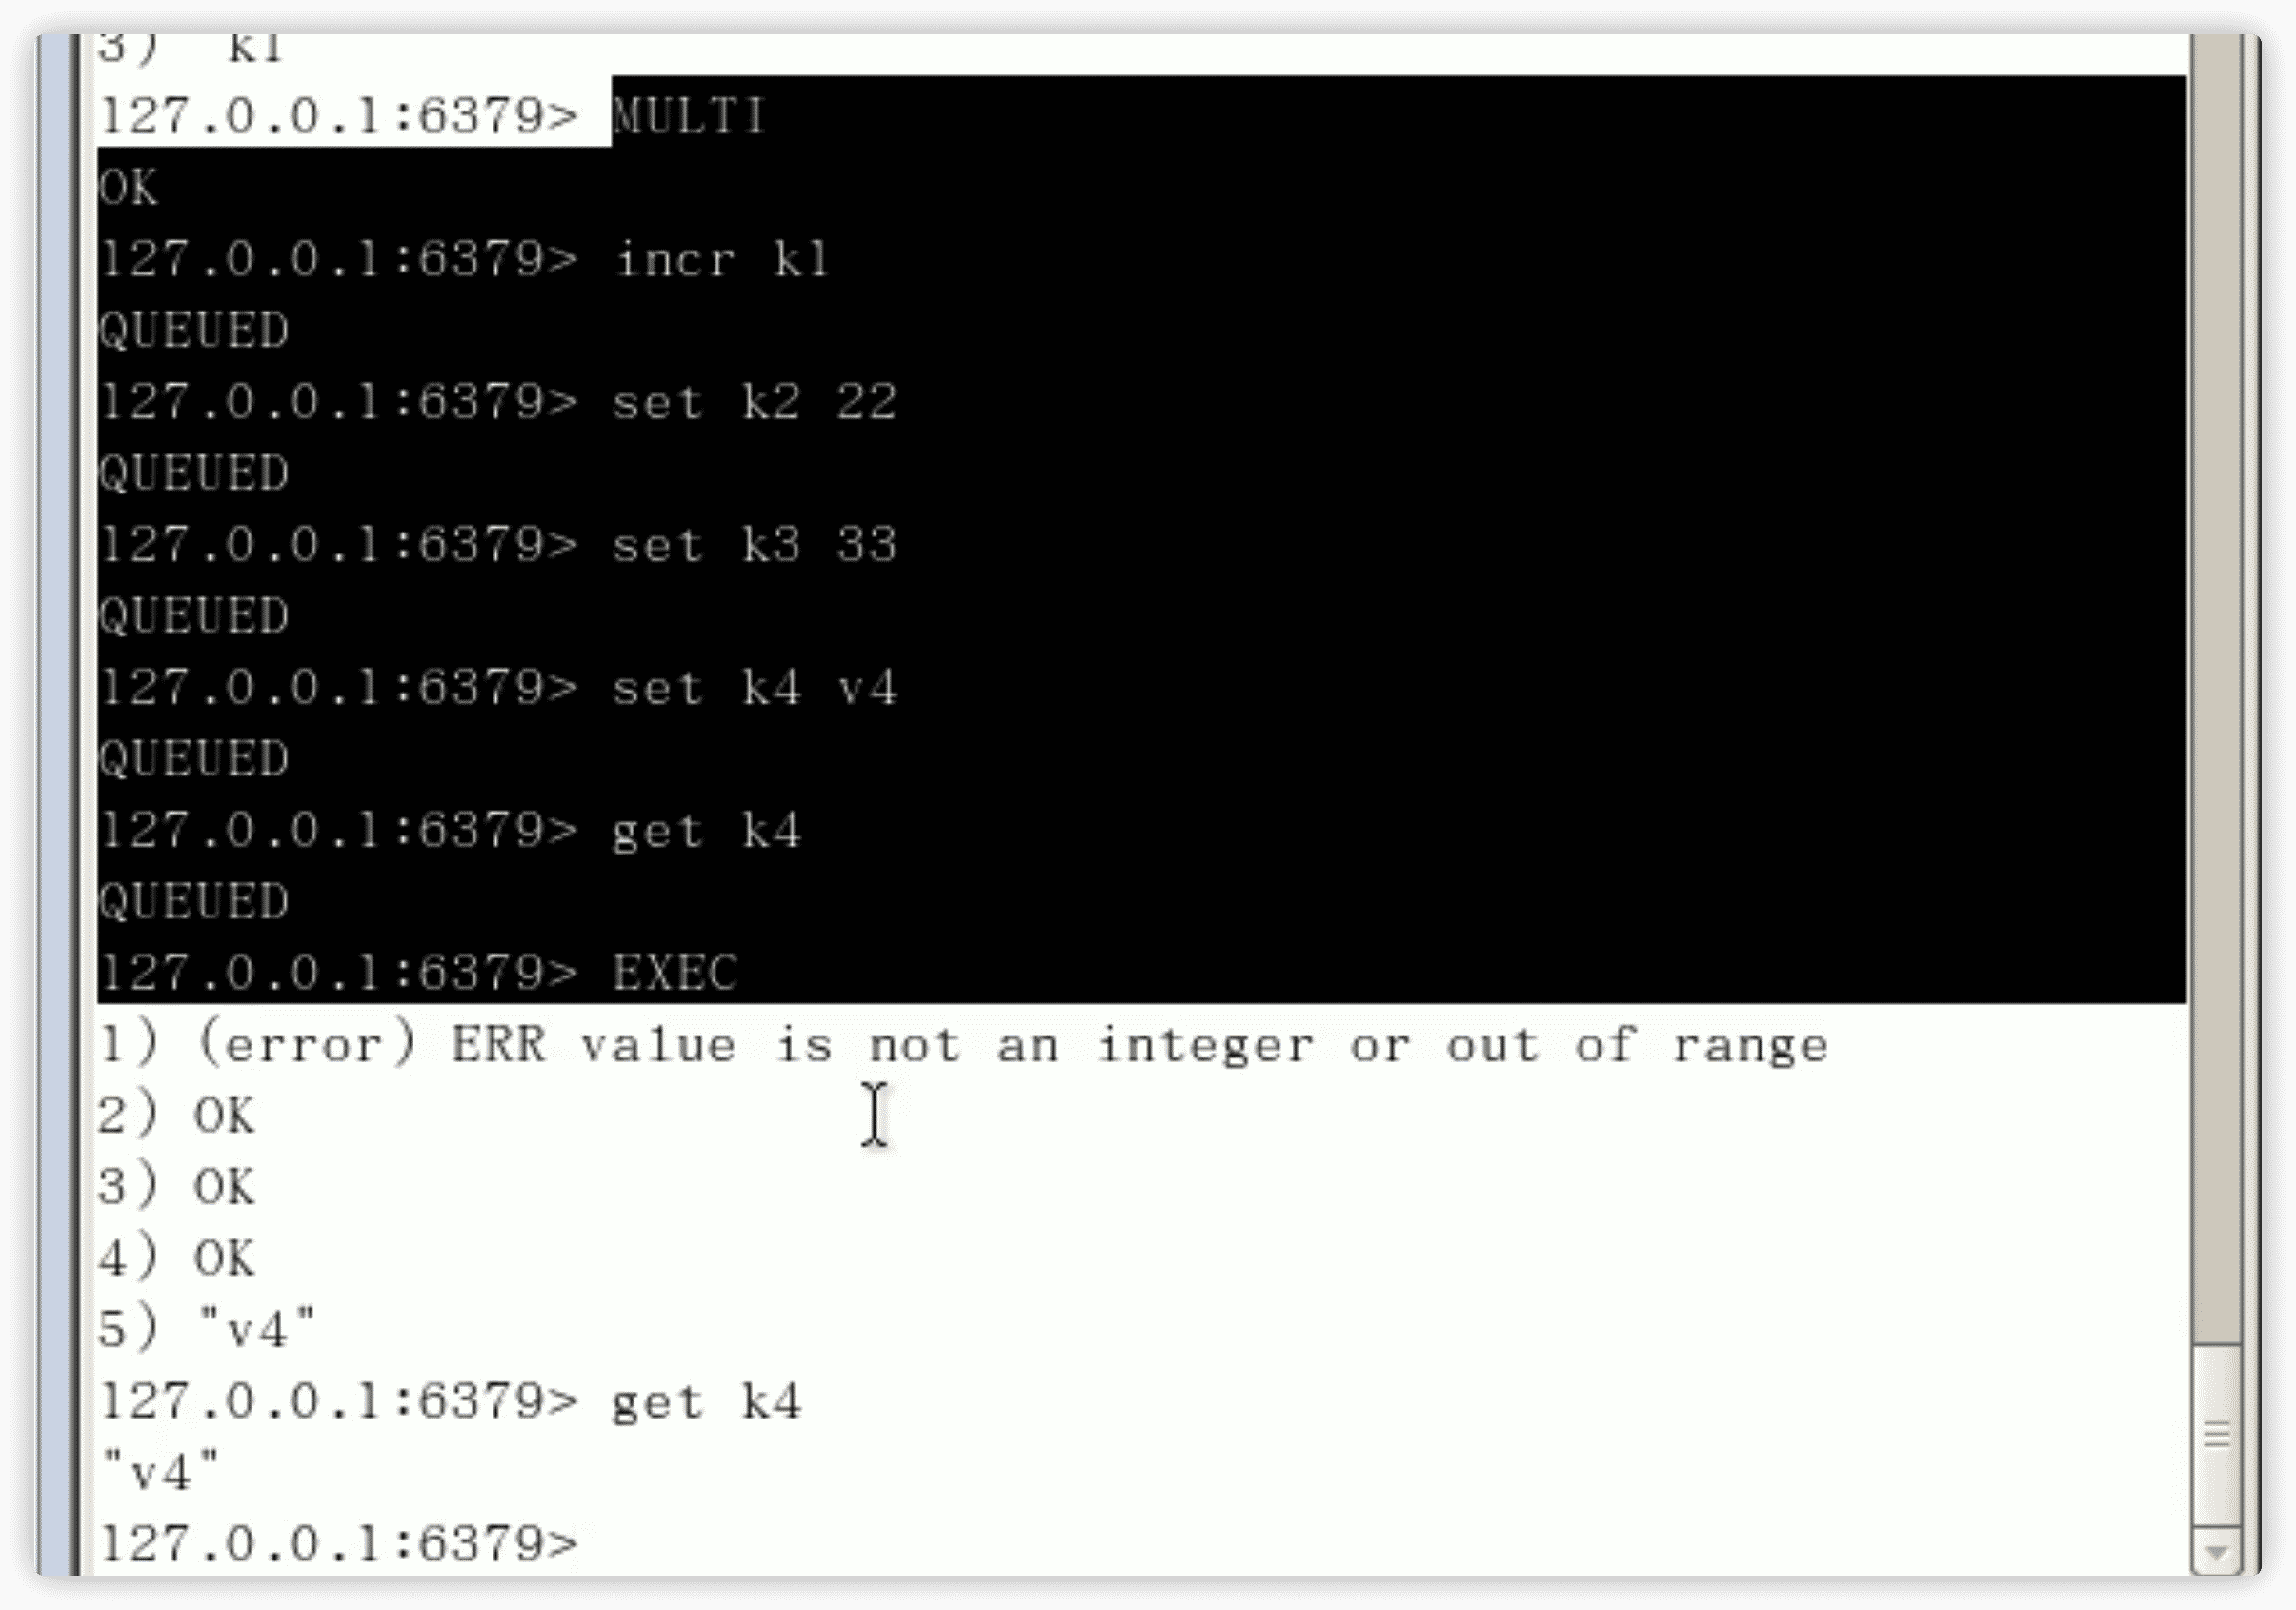 3) k1
127.0.0.1:6379> MULTI
OK
127.0.0.1:6379> incr k1
QUEUED
127.0.0.1:6379> set k2 22
QUEUED
127.0.0.1:6379> set k3 33
QUEUED
127.0.0.1:6379> set k4 v4
QUEUED
127.0.0.1:6379> get k4
QUEUED
127.0.0.1:6379> EXEC
1) (error) ERR value is not an integer or out of range
2) OK
3) OK
4) OK
5) "v4"
127.0.0.1:6379> get k4
"v4"
127.0.0.1:6379>